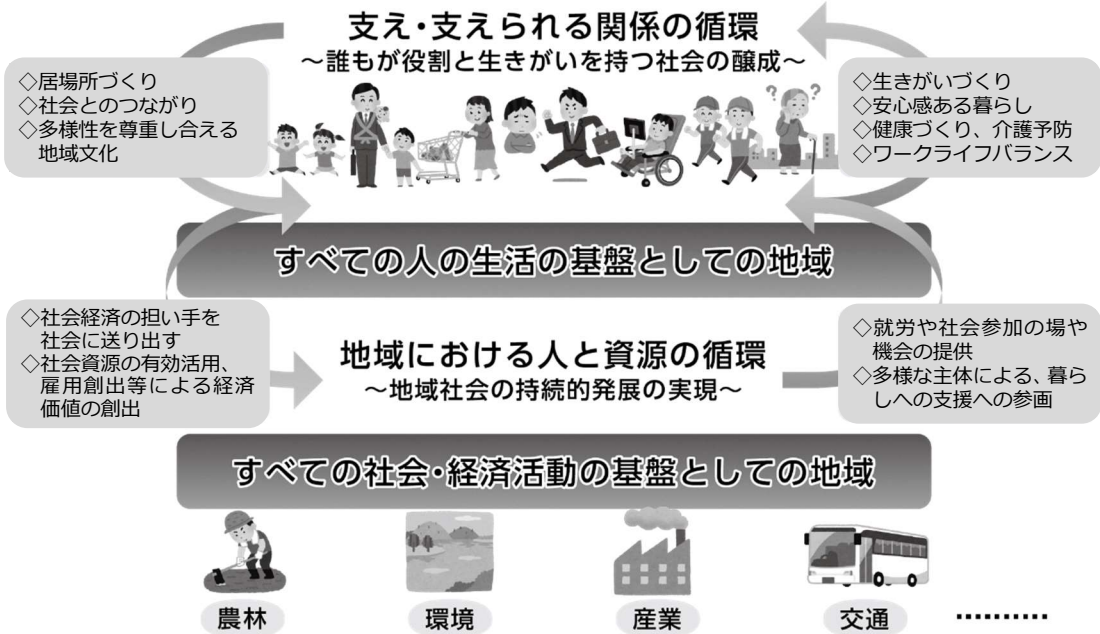 支え・支えられる関係の循環
～誰もが役割と生きがいを持つ社会の醸成～
◇居場所づくり
◇社会とのつながり
◇多様性を尊重し合える
地域文化
◇生きがいづくり
◇安心感ある暮らし
◇健康づくり、介護予防
◇ワークライフバランス
? ?
すべての人の生活の基盤としての地域
◇社会経済の担い手を
社会に送り出す
◇社会資源の有効活用、
雇用創出等による経済
価値の創出
地域における人と資源の循環
～地域社会の持続的発展の実現～
◇就労や社会参加の場や
機会の提供
◇多様な主体による、暮ら
しへの支援への参画
すべての社会・経済活動の基盤としての地域
農林
環境
産業
交通
‥‥‥‥‥